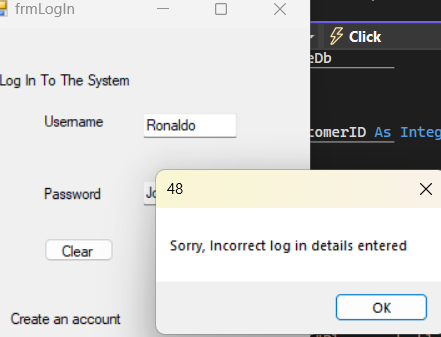 frmLogIn
Click
eDb
Log In To The System
Username
Ronaldo
tomerID As Integ
48
Password
Sorry, Incorrect log in details entered
Clear
OK
Create an account